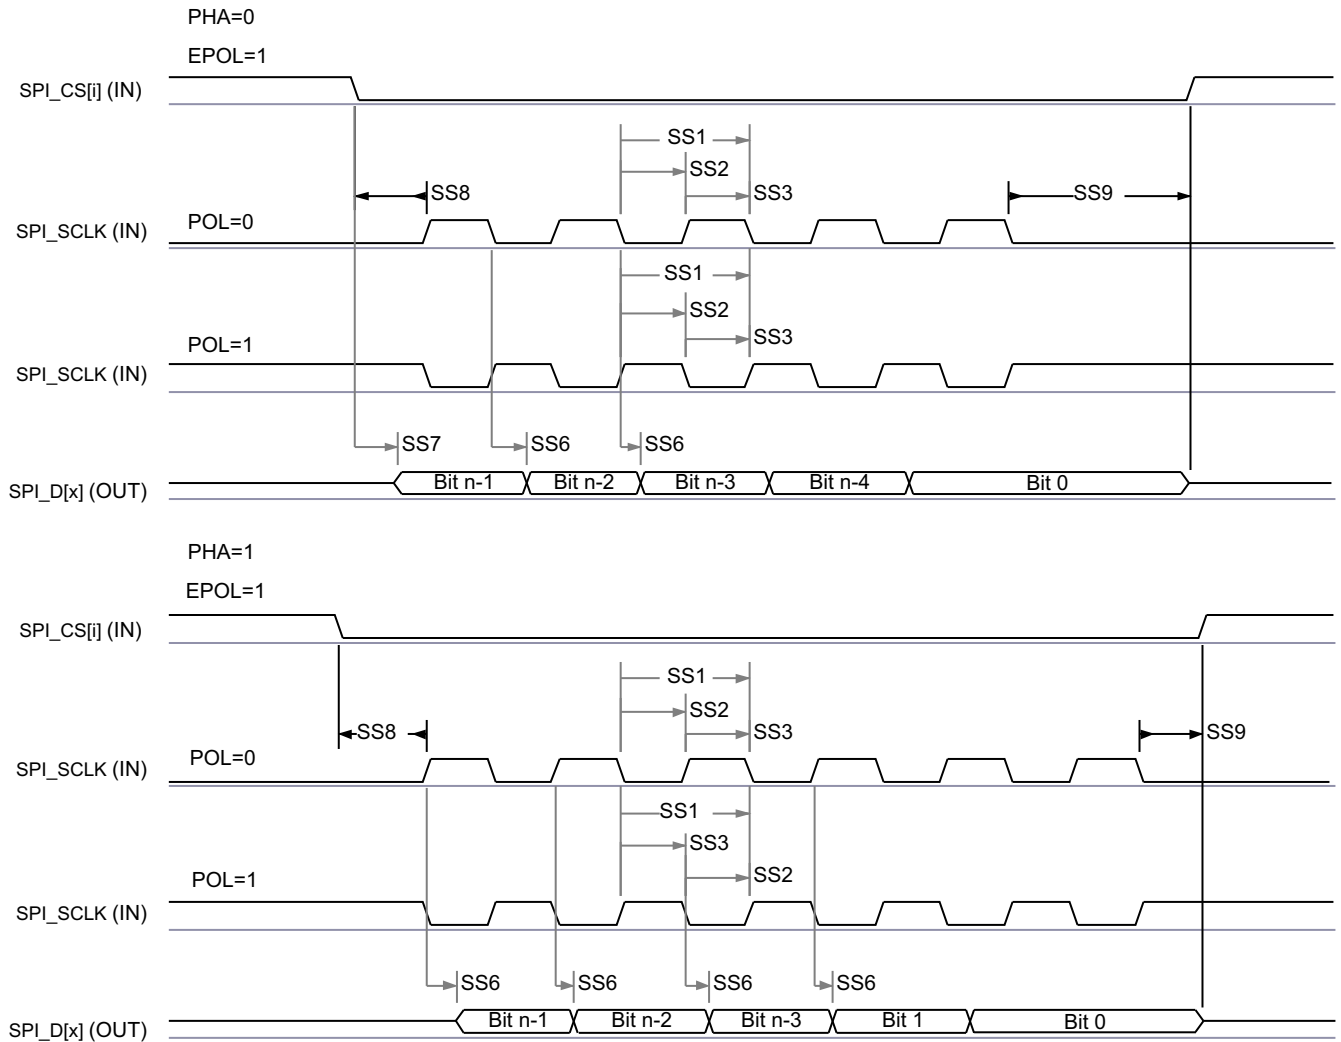 PHA=0
EPOL=1
SPI_CS[i] (IN)
SS1
SS2
SS8
SS3
SS9
POL=0
SPI_SCLK (IN)
SS1
SS2
SS3
POL=1
SPI_SCLK (IN)
SS7
SS6
SS6
SPI_D[x] (OUT)
Bit n-1
Bit n-2
Bit n-3
Bit n-4
Bit 0
PHA=1
EPOL=1
SPI_CS[i] (IN)
SS1
SS2
SS8
SS3
SS9
POL=0
SPI_SCLK (IN)
SS1
SS3
SS2
POL=1
SPI_SCLK (IN)
SS6
SS6
SS6
SS6
SPI_D[x] (OUT)
Bit n-1
Bit n-2
Bit n-3
Bit 1
Bit 0